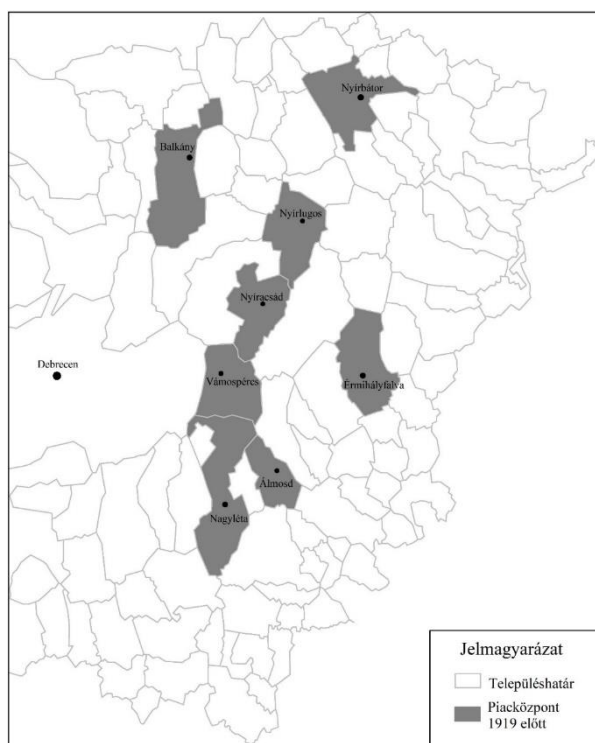 Nyírbátor
Balkány
Nyírlugos
Nyíracsád
Debrecen
Vámospércs
Érmihályfalva
Álmosd
Nagyléta
Jelmagyarázat
Településhatár
Piacközpont
1919 előtt